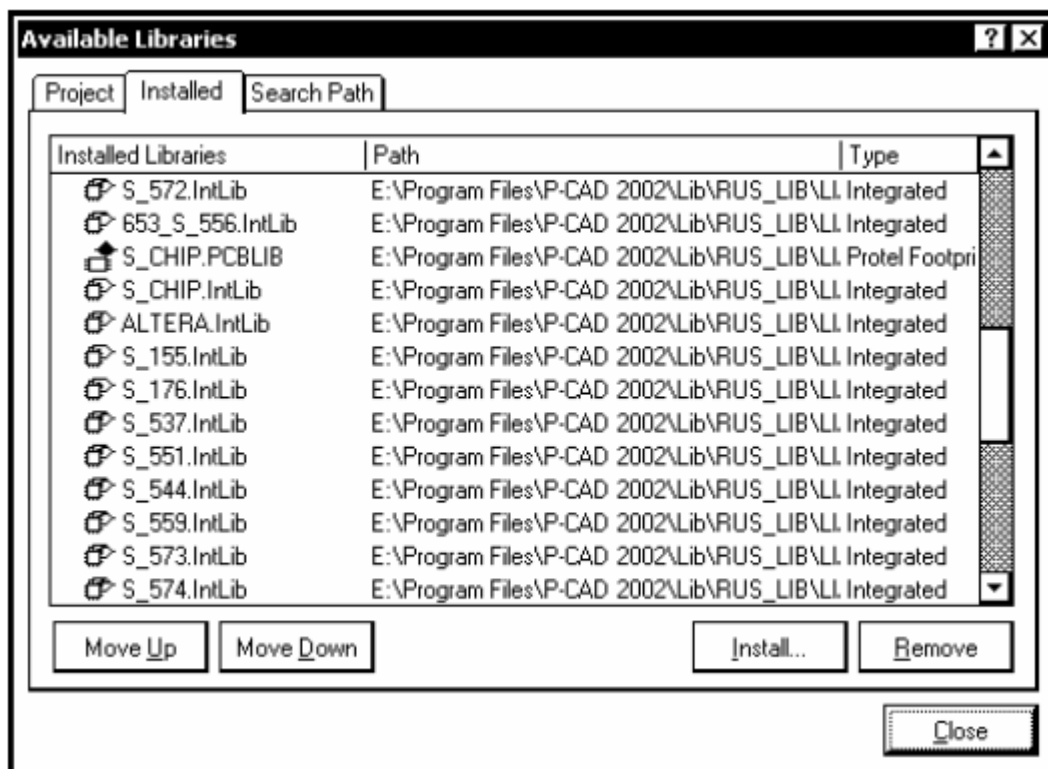 Available Libraries
Project Installed Search Path
Installed Libraries Path Type
S_572.IntLib E:\Program Files\P-CAD 2002\Lib\RUS_LIB\LI Integrated
653_S_556.IntLib E:\Program Files\P-CAD 2002\Lib\RUS_LIB\LI Integrated
S_CHIP.PCBLIB E:\Program Files\P-CAD 2002\Lib\RUS_LIB\LI Protel Footpri
S_CHIP.IntLib E:\Program Files\P-CAD 2002\Lib\RUS_LIB\LI Integrated
ALTERA.IntLib E:\Program Files\P-CAD 2002\Lib\RUS_LIB\LI Integrated
S_155.IntLib E:\Program Files\P-CAD 2002\Lib\RUS_LIB\LI Integrated
S_176.IntLib E:\Program Files\P-CAD 2002\Lib\RUS_LIB\LI Integrated
S_537.IntLib E:\Program Files\P-CAD 2002\Lib\RUS_LIB\LI Integrated
S_551.IntLib E:\Program Files\P-CAD 2002\Lib\RUS_LIB\LI Integrated
S_544.IntLib E:\Program Files\P-CAD 2002\Lib\RUS_LIB\LI Integrated
S_559.IntLib E:\Program Files\P-CAD 2002\Lib\RUS_LIB\LI Integrated
S_573.IntLib E:\Program Files\P-CAD 2002\Lib\RUS_LIB\LI Integrated
S_574.IntLib E:\Program Files\P-CAD 2002\Lib\RUS_LIB\LI Integrated
Move Up Move Down Install... Remove
Close